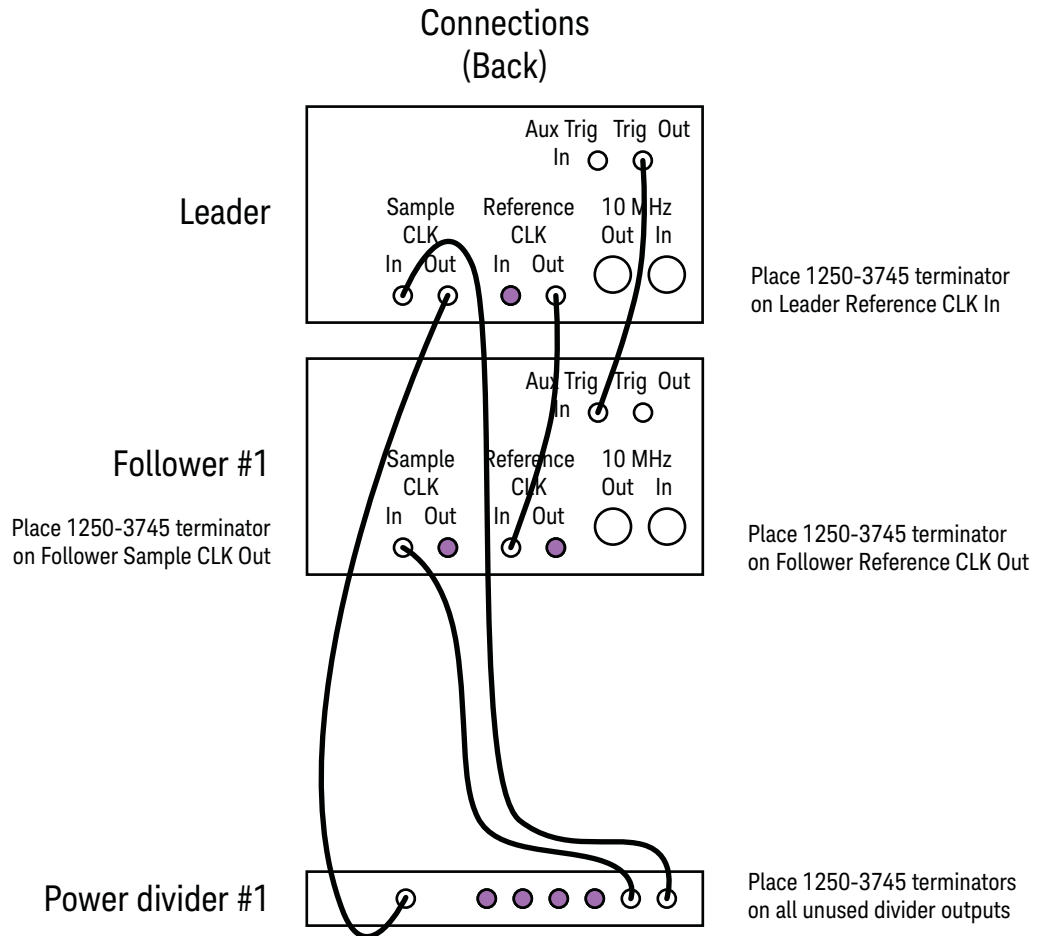 Connections
(Back)
Leader
Aux Trig Trig Out
In
Sample Reference 10 MHz
CLK CLK Out In
In Out In Out
Place 1250-3745 terminator
on Leader Reference CLK In
Follower #1
Aux Trig Trig Out
In
Sample Reference 10 MHz
CLK CLK Out In
In Out In Out
Place 1250-3745 terminator
on Follower Sample CLK Out
Place 1250-3745 terminator
on Follower Reference CLK Out
Power divider #1
Place 1250-3745 terminators
on all unused divider outputs